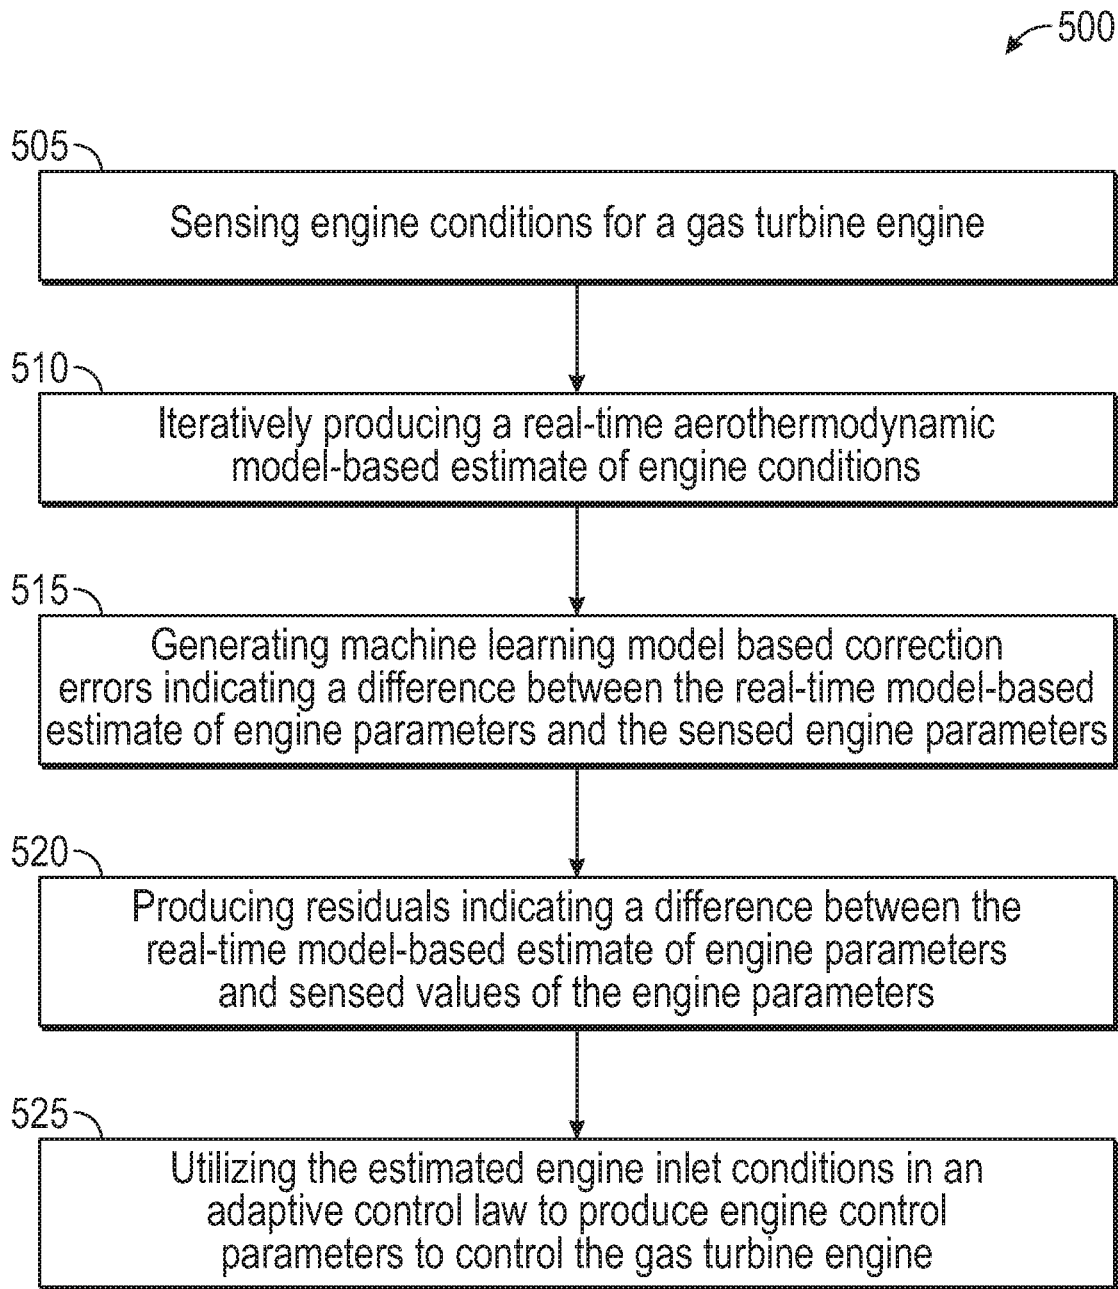 500
505
Sensing engine conditions for a gas turbine engine
510
Iteratively producing a real-time aerothermodynamic
model-based estimate of engine conditions
515
Generating machine learning model based correction
errors indicating a difference between the real-time model-based
estimate of engine parameters and the sensed engine parameters
520
Producing residuals indicating a difference between the
real-time model-based estimate of engine parameters
and sensed values of the engine parameters
525
Utilizing the estimated engine inlet conditions in an
adaptive control law to produce engine control
parameters to control the gas turbine engine